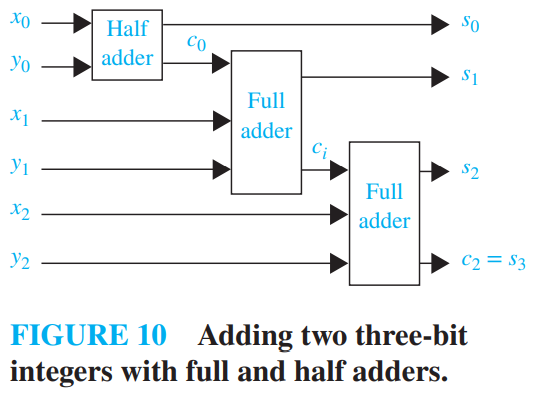 x₀ Half adder s₀
y₀ c₀
s₁
x₁ Full adder
y₁ cᵢ s₂
x₂ Full adder
y₂ c₂ = s₃
FIGURE 10 Adding two three-bit
integers with full and half adders.